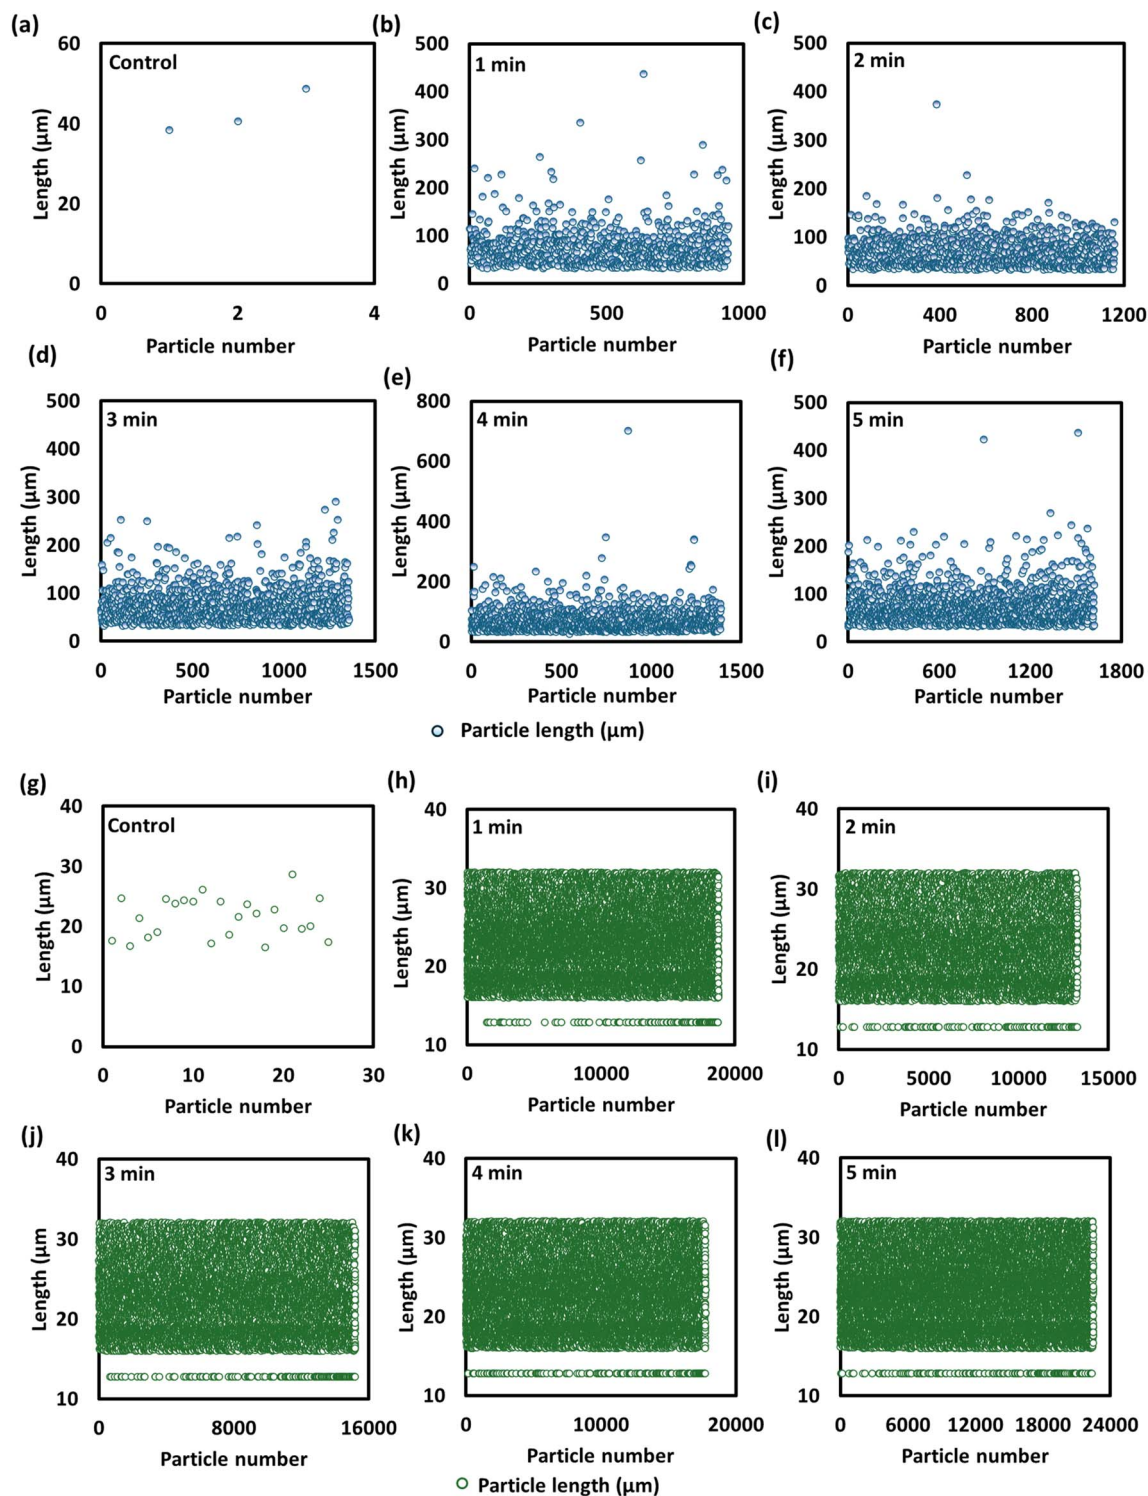 (a)
60
Control
40
20
0
0 2 4
Length (µm)
Particle number
(b)
500
1 min
400
300
200
100
0
0 500 1000
Length (µm)
Particle number
(c)
500
2 min
400
300
200
100
0
0 400 800 1200
Length (µm)
Particle number
(d)
500
3 min
400
300
200
100
0
0 500 1000 1500
Length (µm)
Particle number
(e)
800
4 min
600
400
200
0
0 500 1000 1500
Length (µm)
Particle number
(f)
500
5 min
400
300
200
100
0
0 600 1200 1800
Length (µm)
Particle number
Particle length (µm)
(g)
40
Control
30
20
10
0
0 10 20 30
Length (µm)
Particle number
(h)
40
1 min
30
20
10
0 10000 20000
Length (µm)
Particle number
(i)
40
2 min
30
20
10
0 5000 10000 15000
Length (µm)
Particle number
(j)
40
3 min
30
20
10
0 8000 16000
Length (µm
Particle number
(k)
40
4 min
30
20
10
0 10000 20000
Length (µm)
Particle number
(l)
40
5 min
30
20
10
0 6000 12000 18000 24000
Length (µm)
Particle number
Particle length (µm)